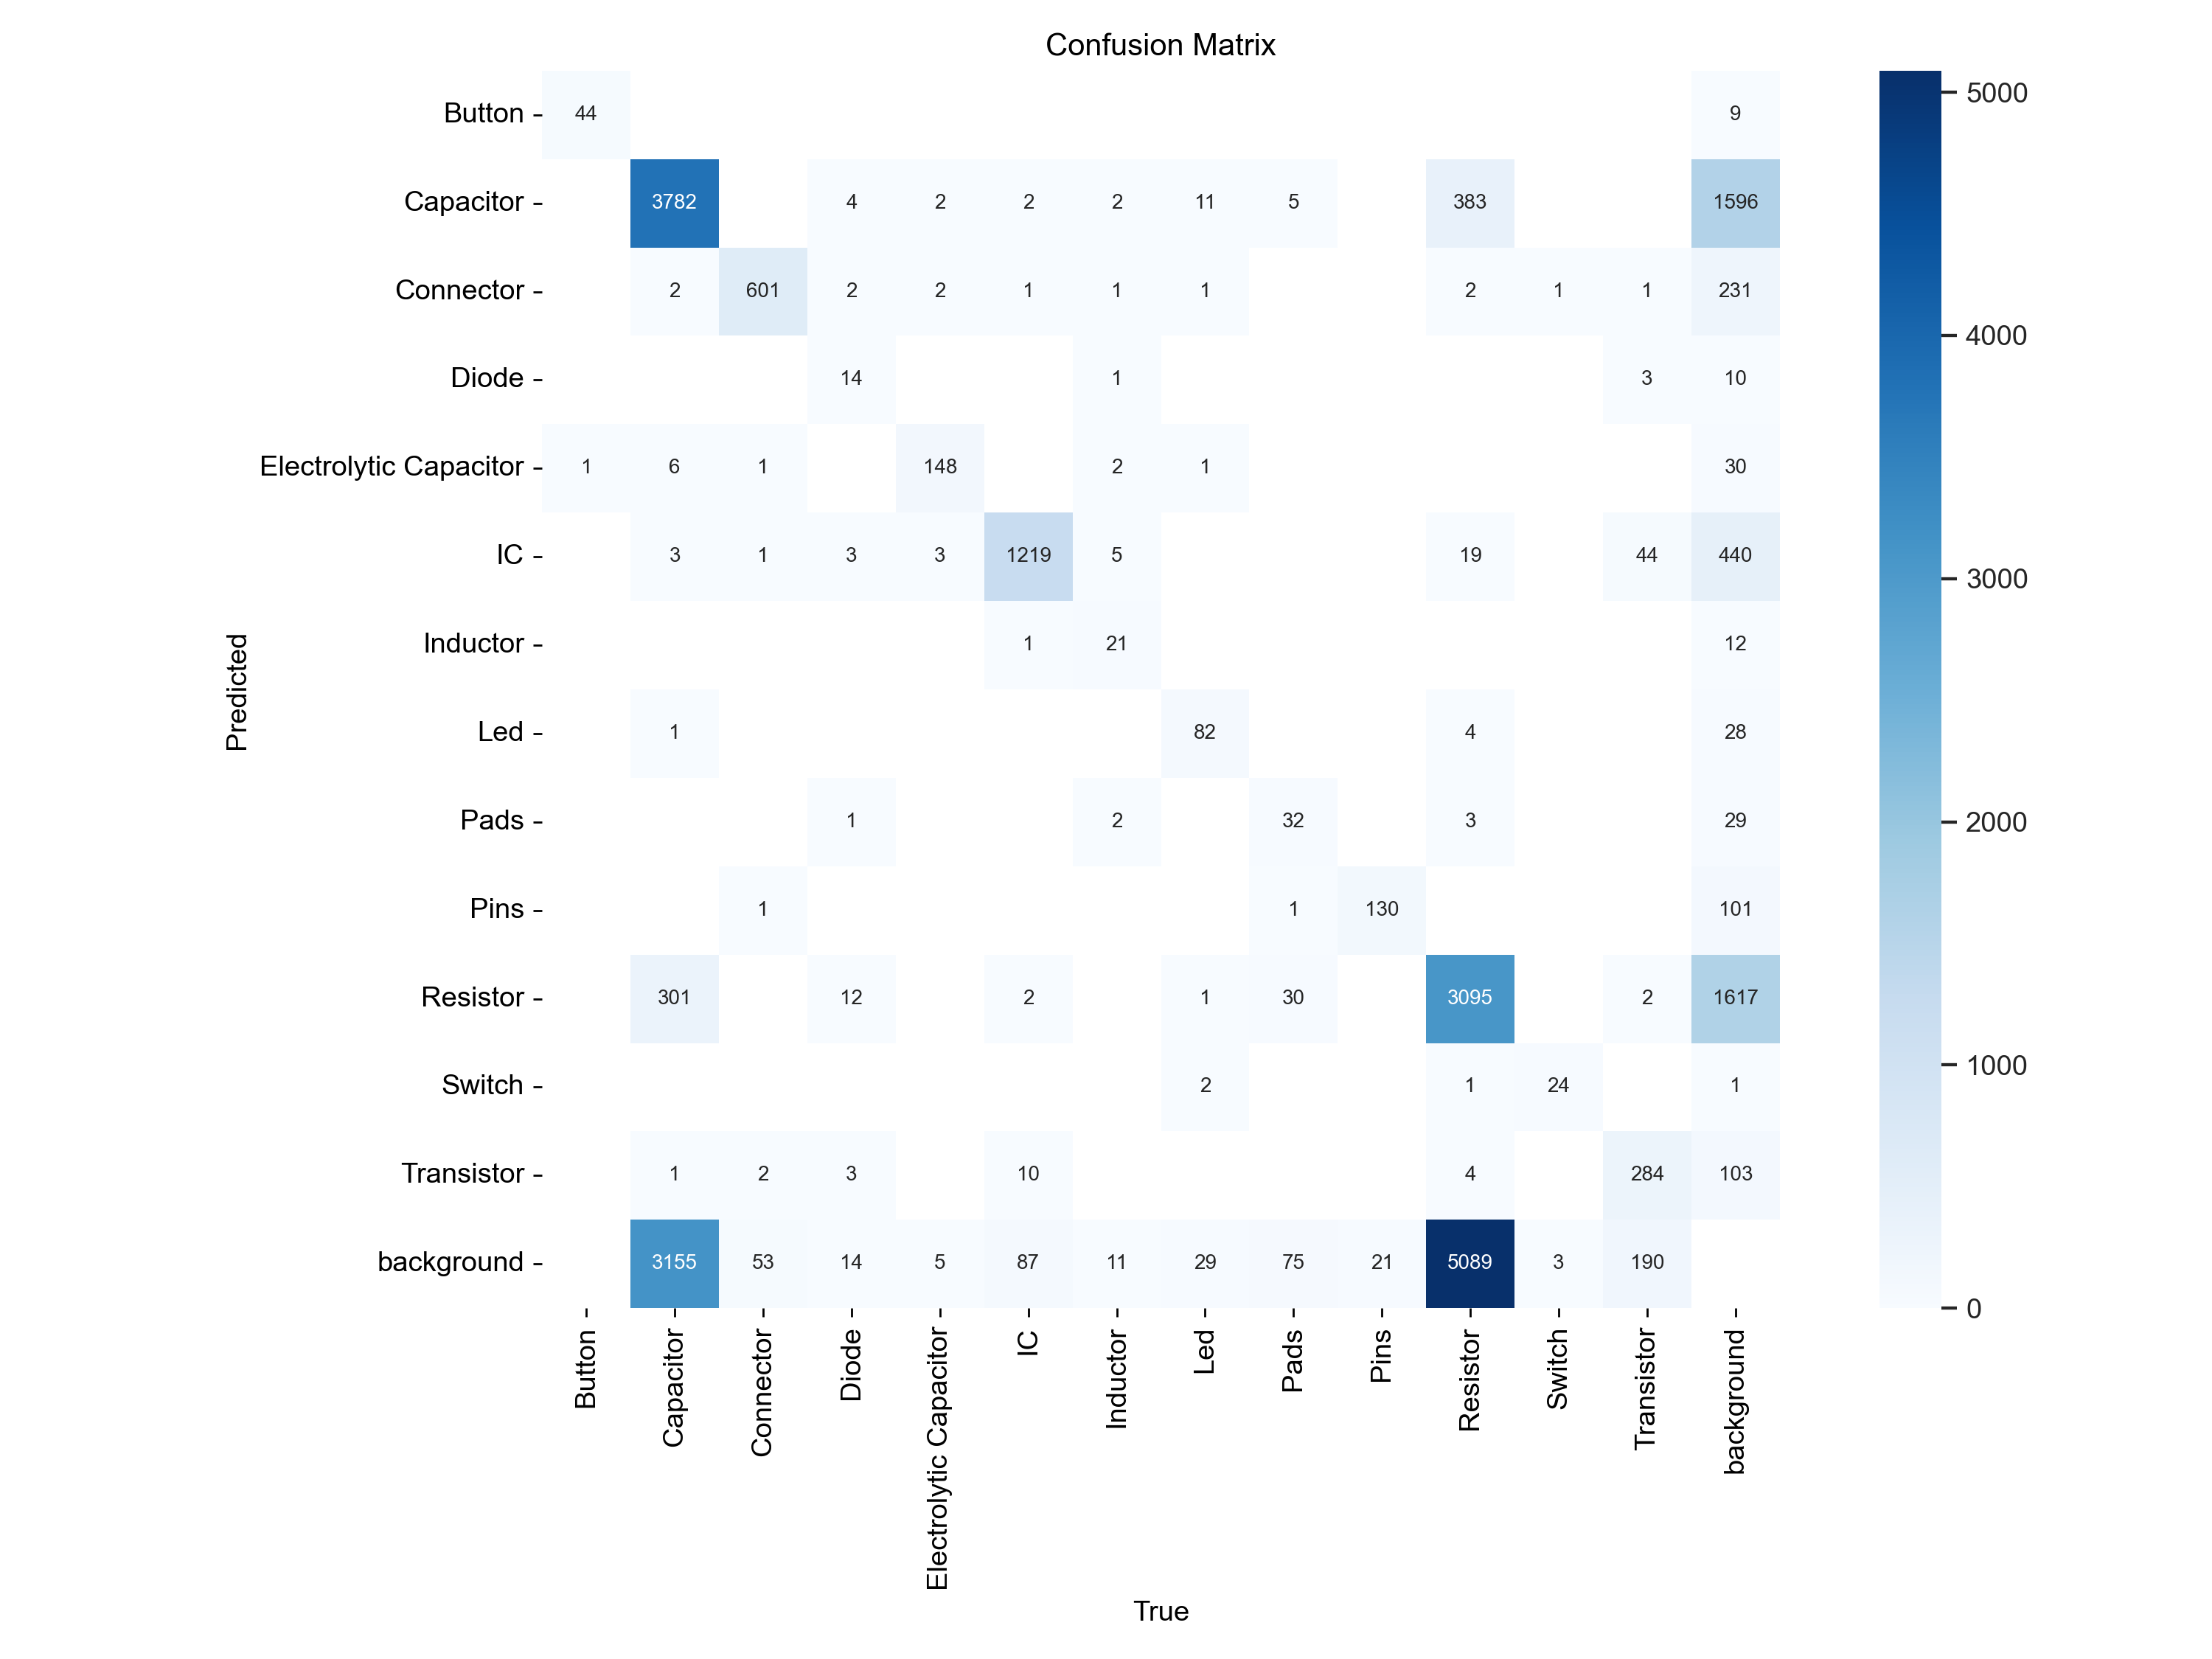 Confusion Matrix
Button 44 9
Capacitor 3782 4 2 2 2 11 5 383 1596
Connector 2 601 2 2 1 1 1 2 1 1 231
Diode 14 1 3 10
Electrolytic Capacitor 1 6 1 148 2 1 30
IC 3 1 3 3 1219 5 19 44 440
Inductor 1 21 12
Led 1 82 4 28
Pads 1 2 32 3 29
Pins 1 1 130 101
Resistor 301 12 2 1 30 3095 2 1617
Switch 2 1 24 1
Transistor 1 2 3 10 4 284 103
background 3155 53 14 5 87 11 29 75 21 5089 3 190
Predicted
Button
Capacitor
Connector
Diode
Electrolytic Capacitor
IC
Inductor
Led
Pads
Pins
Resistor
Switch
Transistor
background
True
5000
4000
3000
2000
1000
0